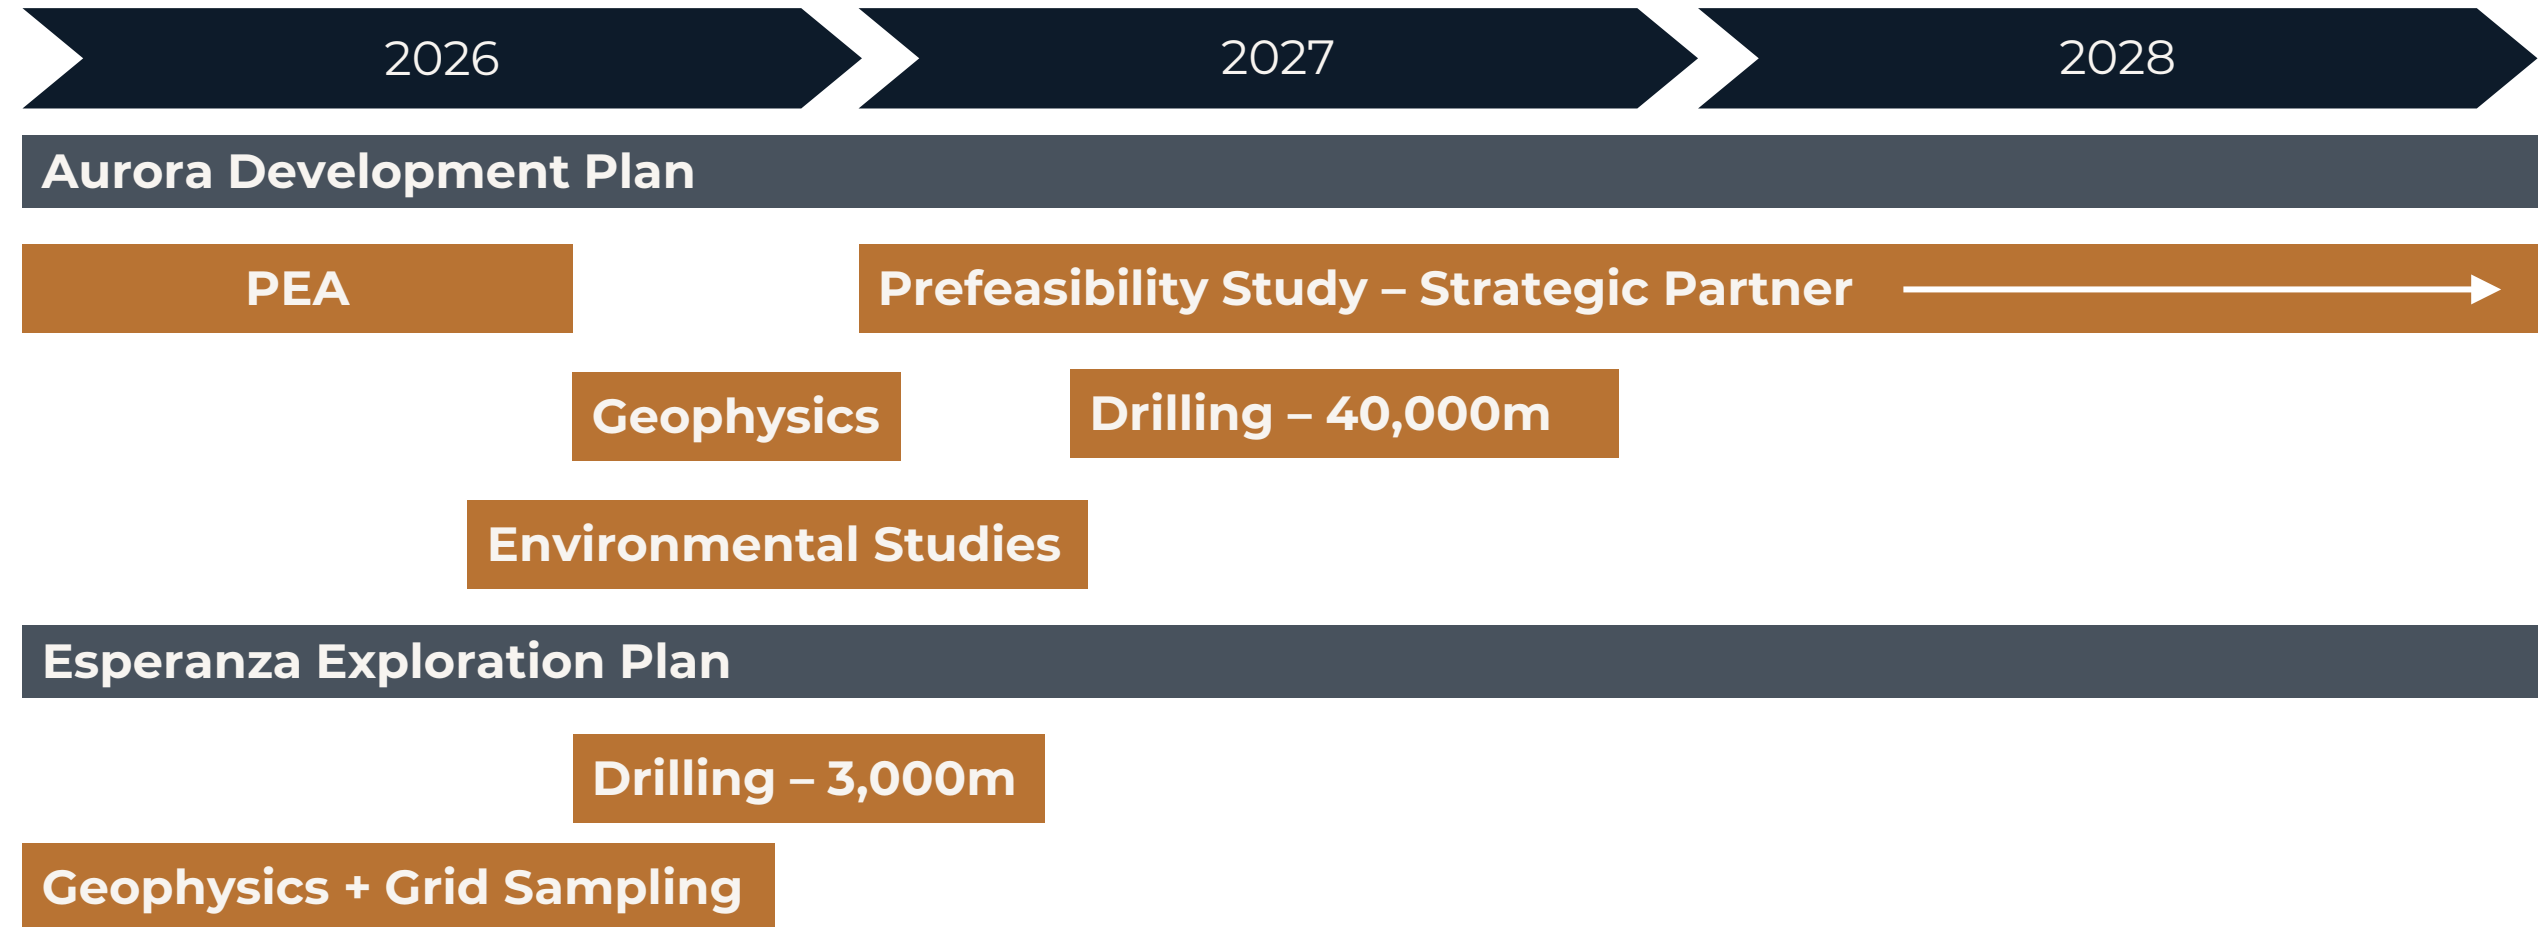 2026
2027
2028
Aurora Development Plan
PEA
Prefeasibility Study – Strategic Partner
Geophysics
Drilling – 40,000m
Environmental Studies
Esperanza Exploration Plan
Drilling – 3,000m
Geophysics + Grid Sampling